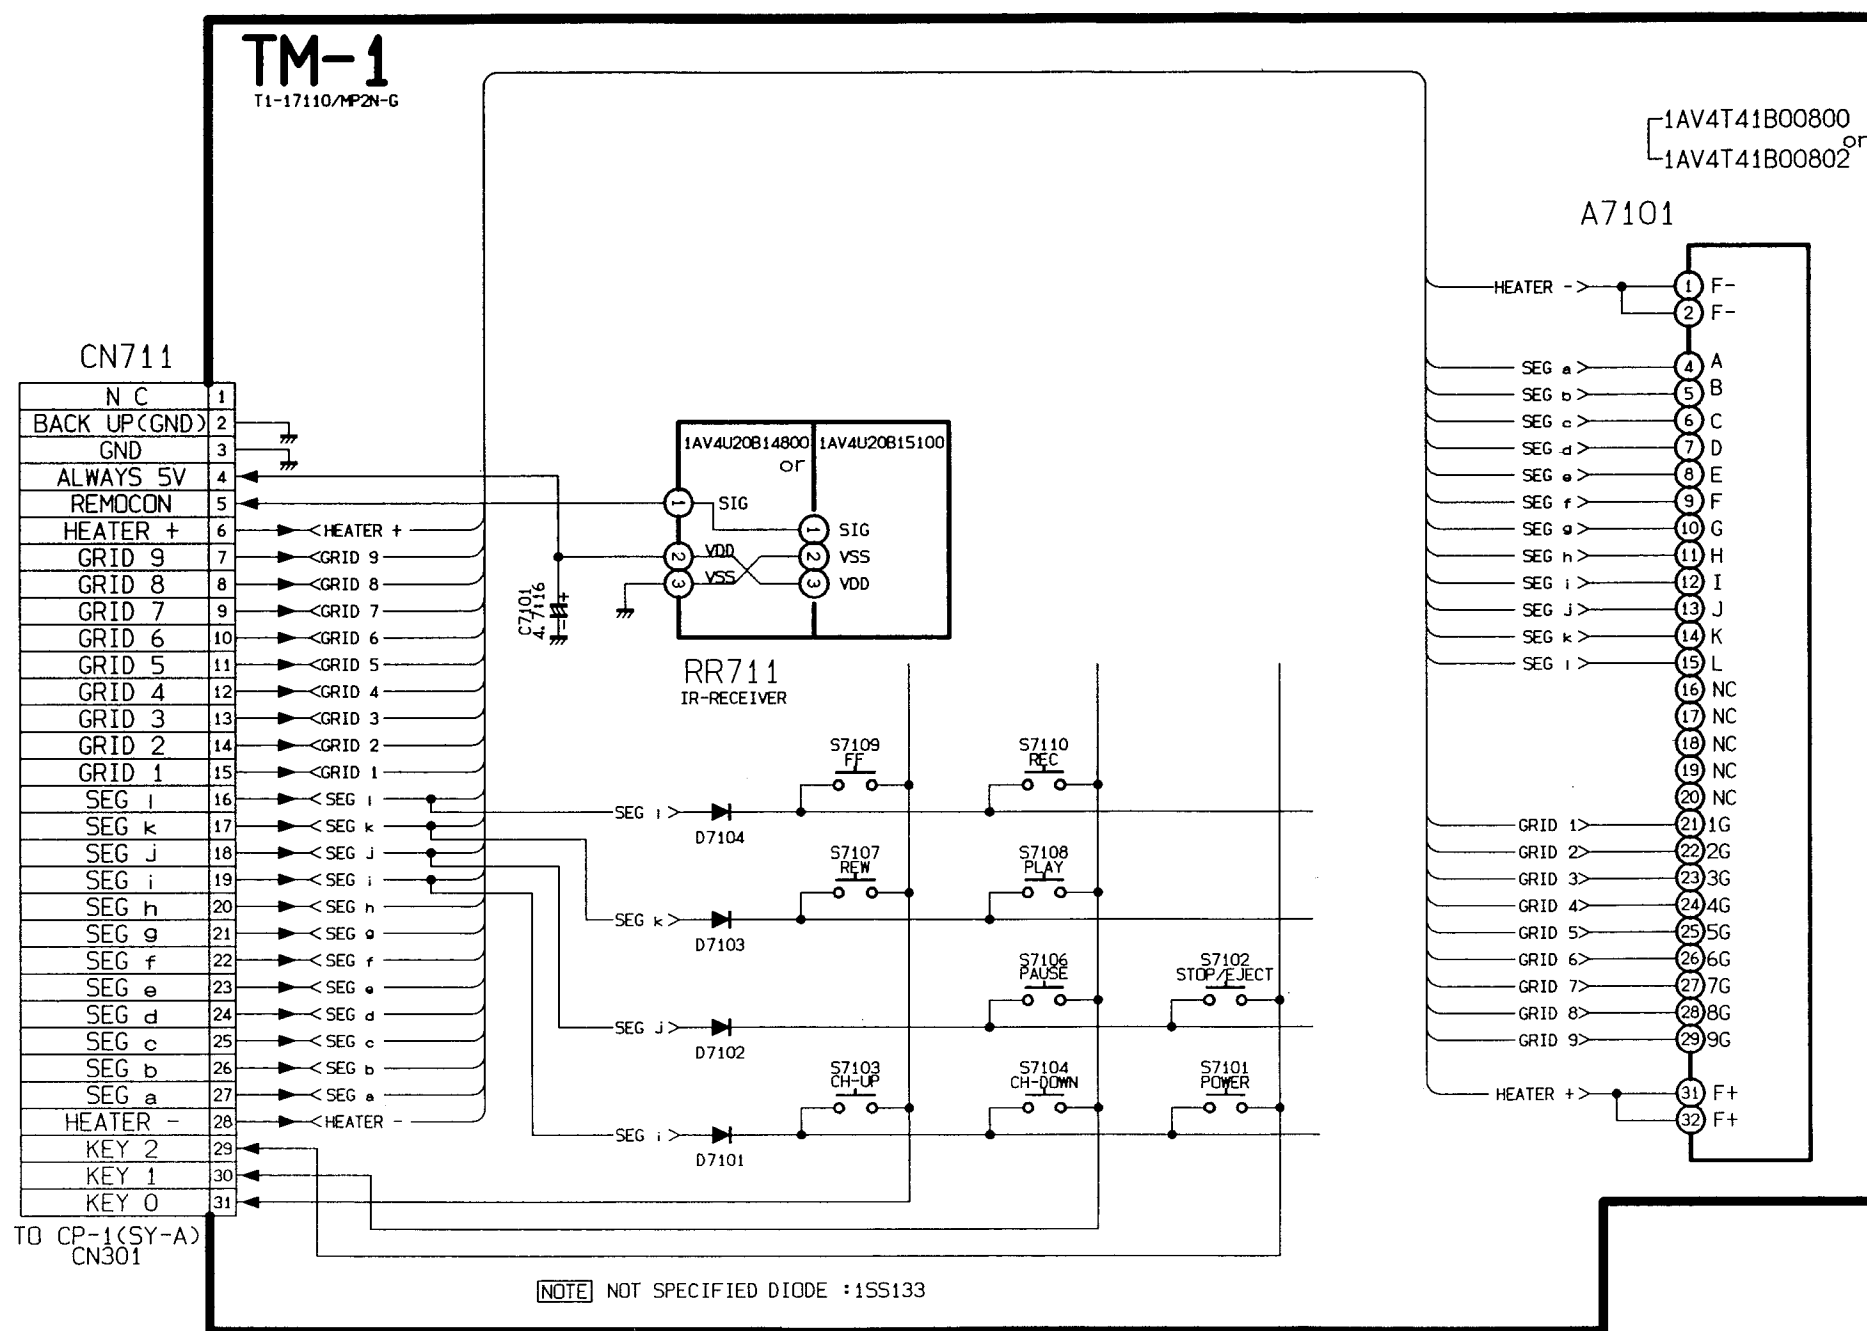 TM-1
T1-17110/MP2N-G
1AV4T41B00800
or
1AV4T41B00802
A7101
CN711
N C 1
BACK UP(GND) 2
GND 3
ALWAYS 5V 4
REMOCON 5
HEATER + 6 <HEATER +
GRID 9 7 <GRID 9
GRID 8 8 <GRID 8
GRID 7 9 <GRID 7
GRID 6 10 <GRID 6
GRID 5 11 <GRID 5
GRID 4 12 <GRID 4
GRID 3 13 <GRID 3
GRID 2 14 <GRID 2
GRID 1 15 <GRID 1
SEG l 16 <SEG l
SEG k 17 <SEG k
SEG j 18 <SEG j
SEG i 19 <SEG i
SEG h 20 <SEG h
SEG g 21 <SEG g
SEG f 22 <SEG f
SEG e 23 <SEG e
SEG d 24 <SEG d
SEG c 25 <SEG c
SEG b 26 <SEG b
SEG a 27 <SEG a
HEATER - 28 <HEATER -
KEY 2 29
KEY 1 30
KEY 0 31
TO CP-1(SY-A)
CN301
1AV4U20B14800 or 1AV4U20B15100
1 SIG
1 SIG
2 VDD
2 VSS
3 VSS
3 VDD
C7101
4.7:16
+
-
RR711
IR-RECEIVER
S7109
FF
S7110
REC
SEG l>
D7104
S7107
REW
S7108
PLAY
SEG k>
D7103
S7106
PAUSE
S7102
STOP/EJECT
SEG j>
D7102
S7103
CH-UP
S7104
CH-DOWN
S7101
POWER
SEG i>
D7101
HEATER -> 1 F-
2 F-
SEG a> 4 A
SEG b> 5 B
SEG c> 6 C
SEG d> 7 D
SEG e> 8 E
SEG f> 9 F
SEG g> 10 G
SEG h> 11 H
SEG i> 12 I
SEG j> 13 J
SEG k> 14 K
SEG l> 15 L
16 NC
17 NC
18 NC
19 NC
20 NC
GRID 1> 21 1G
GRID 2> 22 2G
GRID 3> 23 3G
GRID 4> 24 4G
GRID 5> 25 5G
GRID 6> 26 6G
GRID 7> 27 7G
GRID 8> 28 8G
GRID 9> 29 9G
HEATER +> 31 F+
32 F+
NOTE NOT SPECIFIED DIODE :1SS133